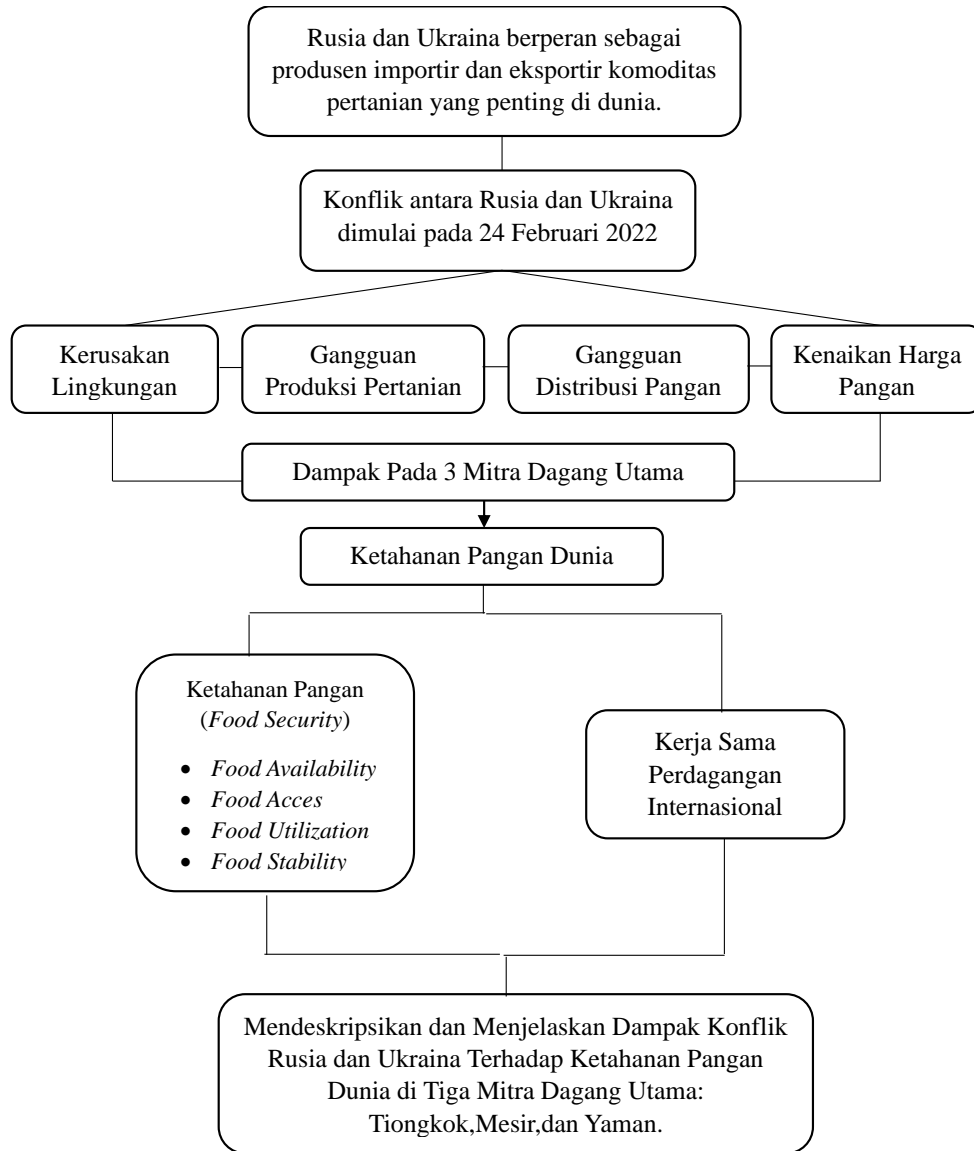 Rusia dan Ukraina berperan sebagai
produsen importir dan eksportir komoditas
pertanian yang penting di dunia.
Konflik antara Rusia dan Ukraina
dimulai pada 24 Februari 2022
Kerusakan
Lingkungan
Gangguan
Produksi Pertanian
Gangguan
Distribusi Pangan
Kenaikan Harga
Pangan
Dampak Pada 3 Mitra Dagang Utama
Ketahanan Pangan Dunia
Ketahanan Pangan
(Food Security)
• Food Availability
• Food Acces
• Food Utilization
• Food Stability
Kerja Sama
Perdagangan
Internasional
Mendeskripsikan dan Menjelaskan Dampak Konflik
Rusia dan Ukraina Terhadap Ketahanan Pangan
Dunia di Tiga Mitra Dagang Utama:
Tiongkok,Mesir,dan Yaman.